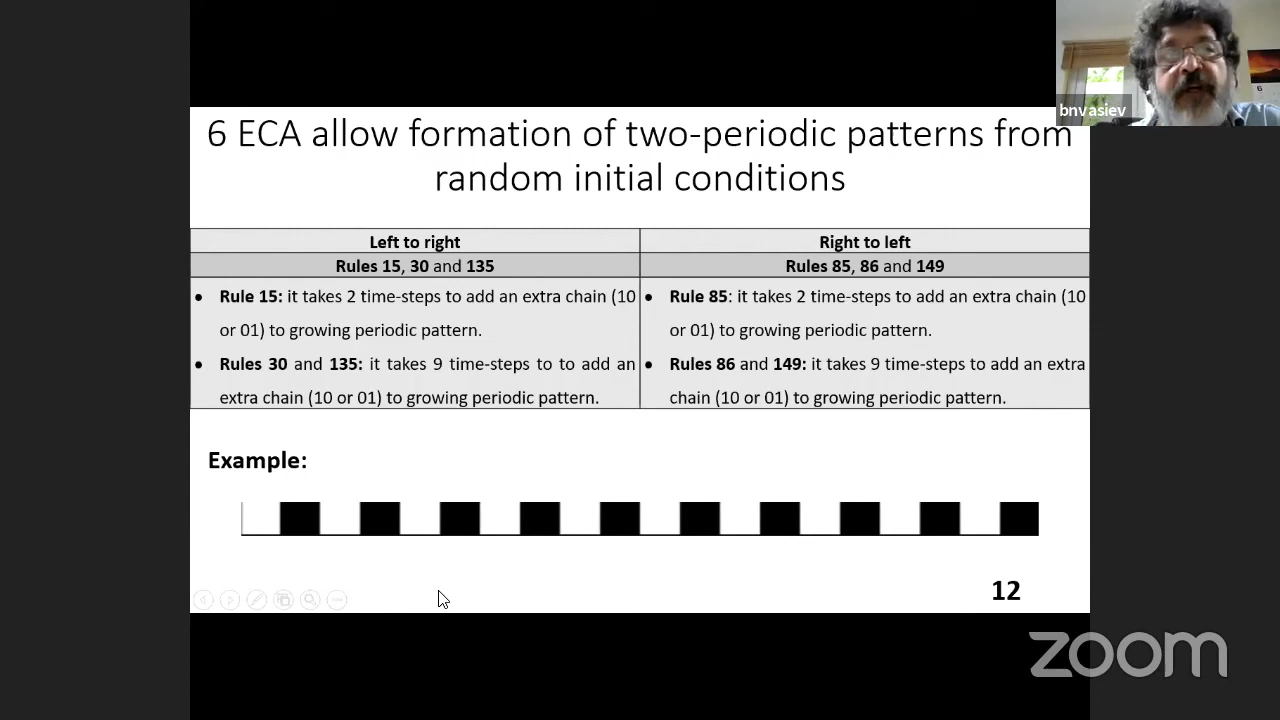 bnvasiev
6 ECA allow formation of two-periodic patterns from
random initial conditions
Left to right
Right to left
Rules 15, 30 and 135
Rules 85, 86 and 149
• Rule 15: it takes 2 time-steps to add an extra chain (10
or 01) to growing periodic pattern.
• Rules 30 and 135: it takes 9 time-steps to to add an
extra chain (10 or 01) to growing periodic pattern.
• Rule 85: it takes 2 time-steps to add an extra chain (10
or 01) to growing periodic pattern.
• Rules 86 and 149: it takes 9 time-steps to add an extra
chain (10 or 01) to growing periodic pattern.
Example:
12
zoom